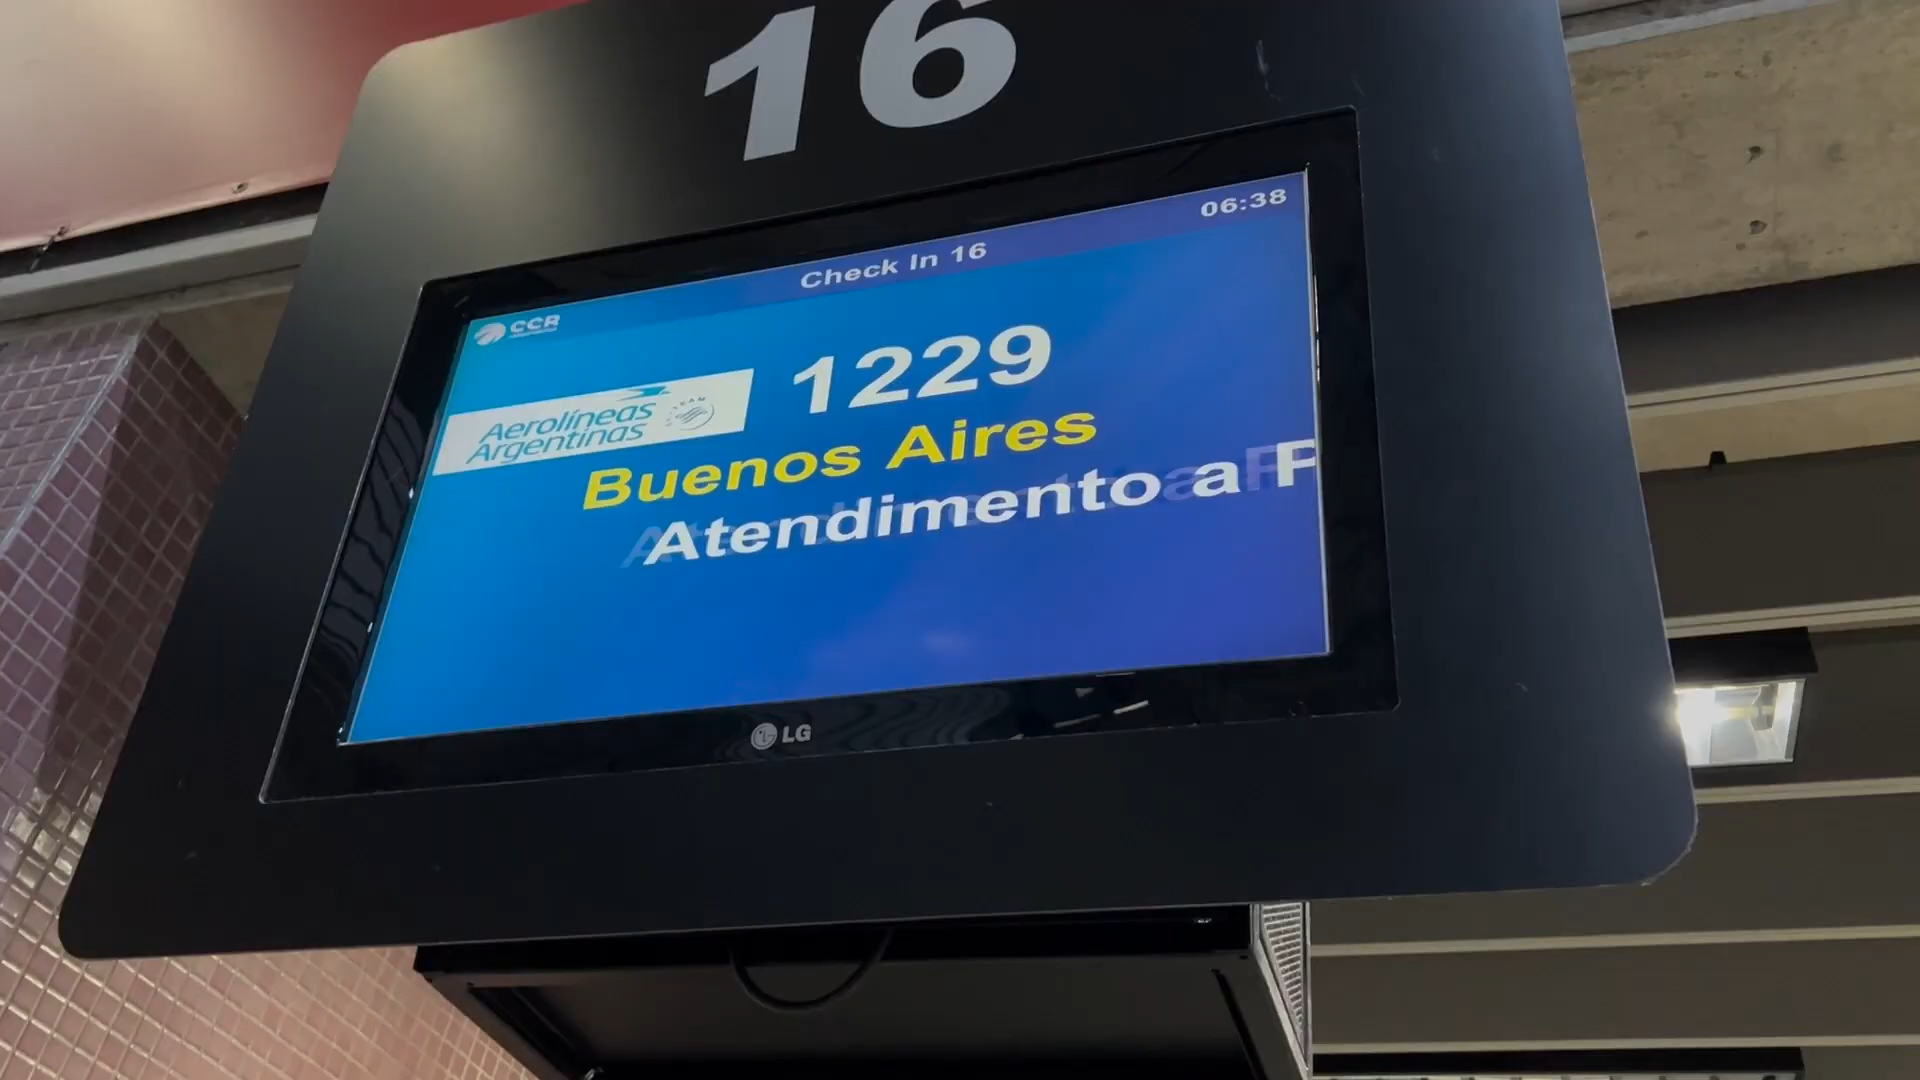 16
06:38
Check In 16
CCR
1229
Aerolíneas
Argentinas
Buenos Aires
Atendimento a P
LG